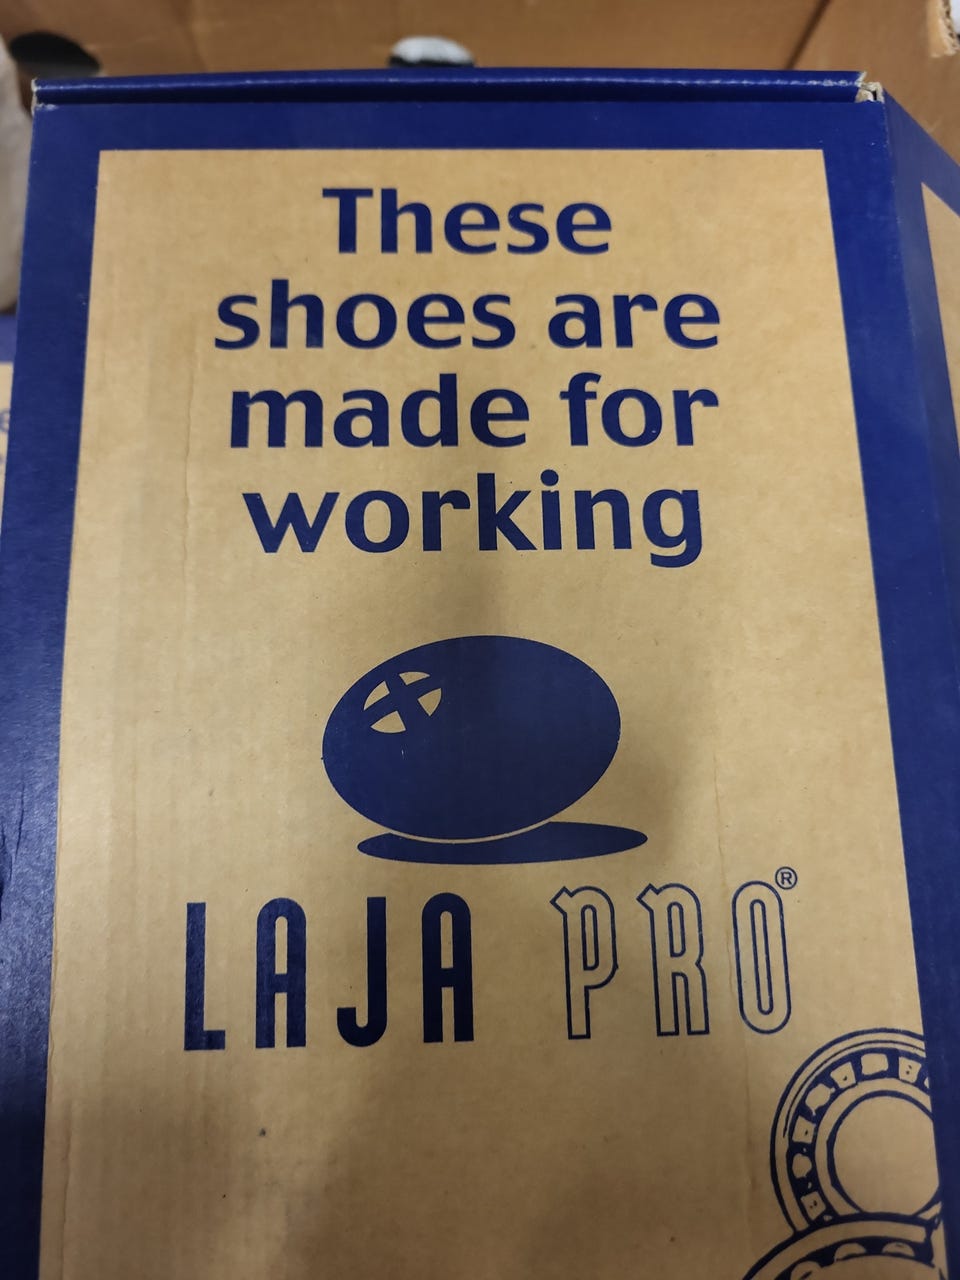 These
shoes are
made for
working
LAJA PRO®